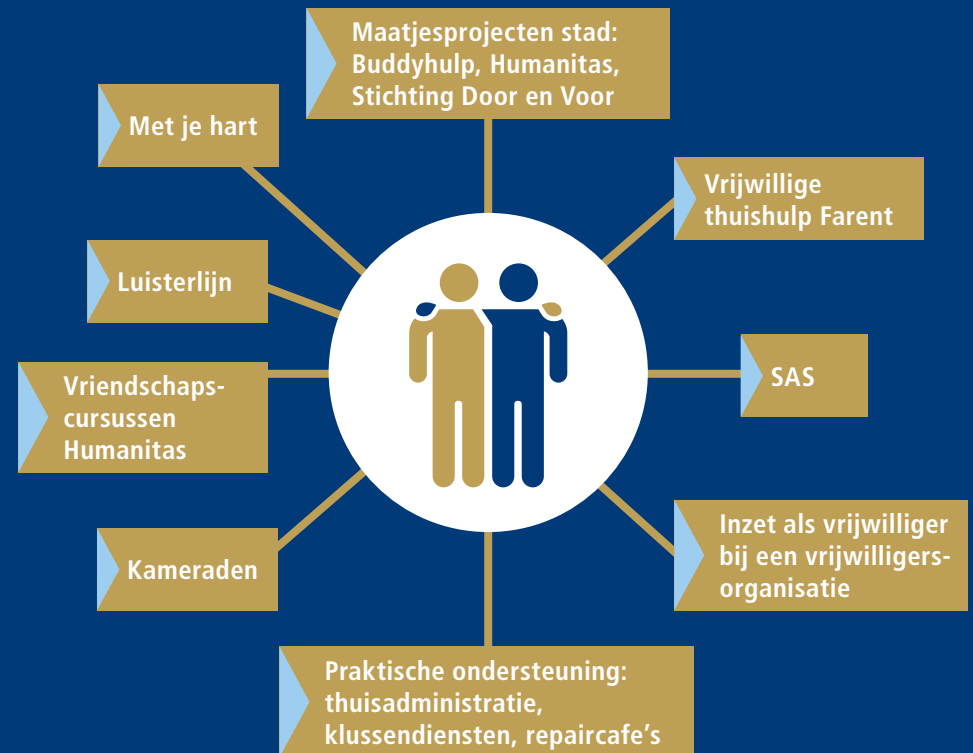 Maatjesprojecten stad:
Buddyhulp, Humanitas,
Stichting Door en Voor
Met je hart
Vrijwillige
thuishulp Farent
Luisterlijn
SAS
Vriendschaps-
cursussen
Humanitas
Inzet als vrijwilliger
bij een vrijwilligers-
organisatie
Kameraden
Praktische ondersteuning:
thuisadministratie,
klussendiensten, repaircafe's